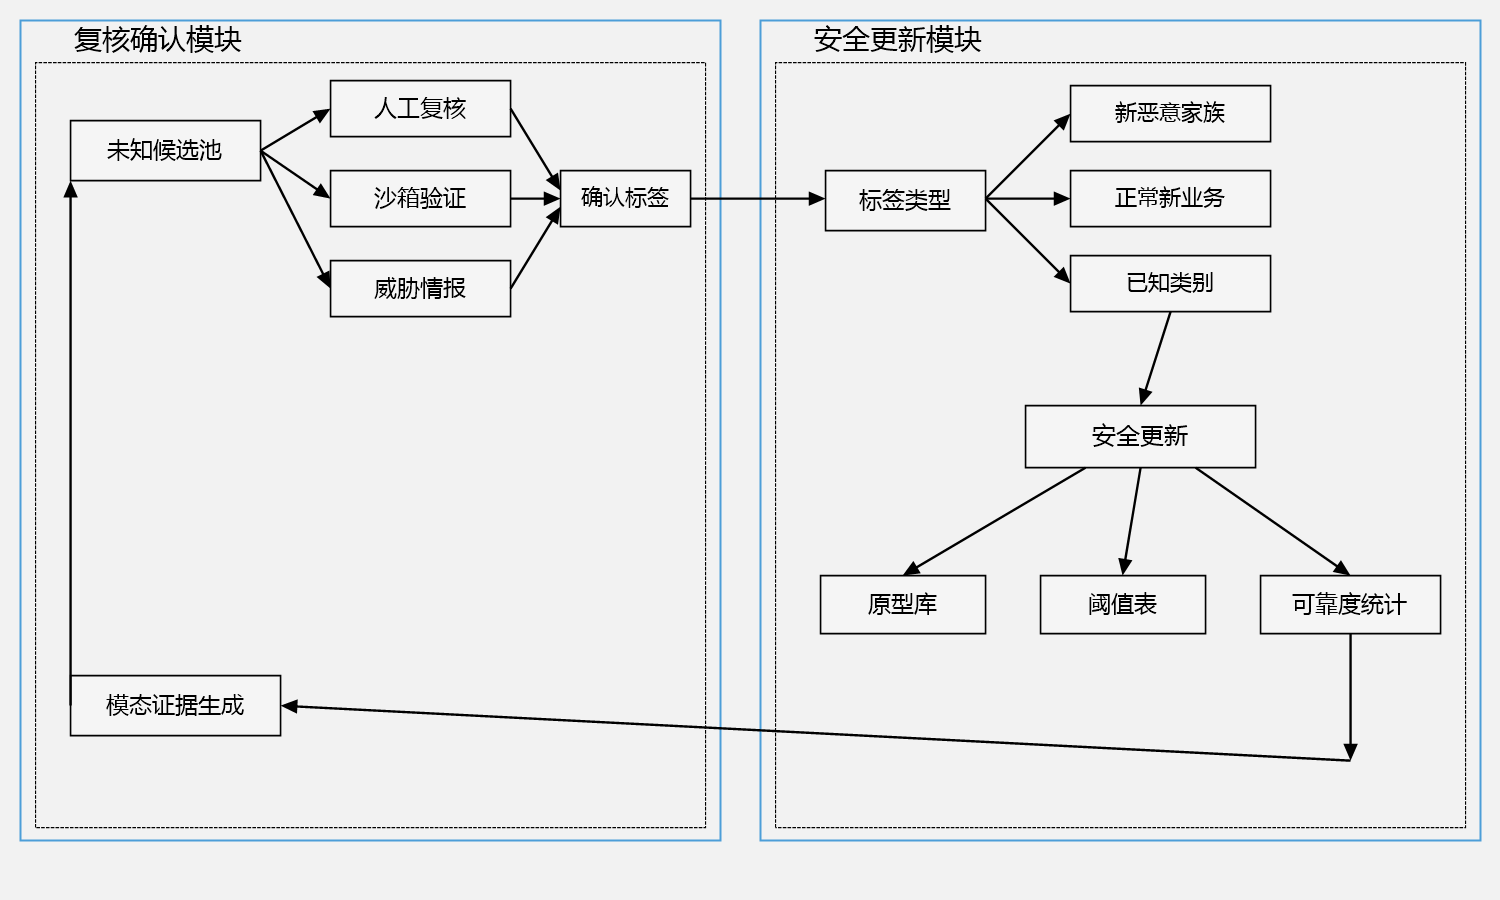 复核确认模块
未知候选池
人工复核
沙箱验证
威胁情报
确认标签
模态证据生成
安全更新模块
标签类型
新恶意家族
正常新业务
已知类别
安全更新
原型库
阈值表
可靠度统计